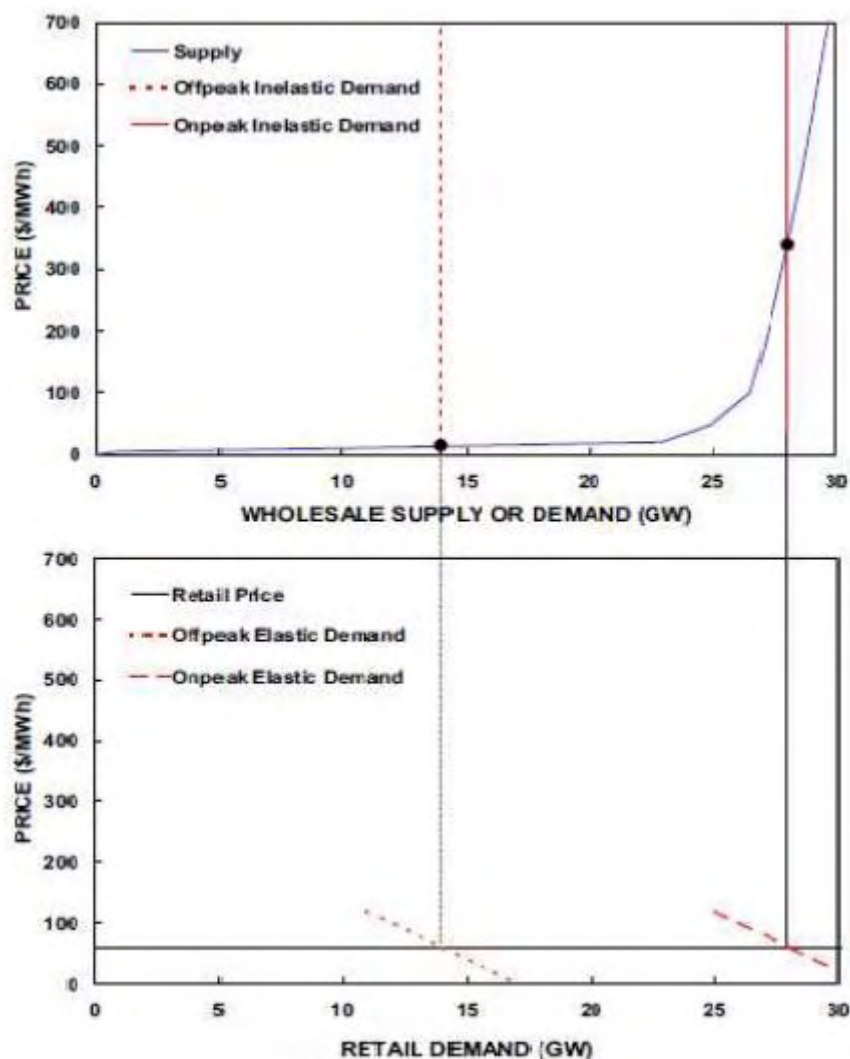 700
600
500
400
300
200
100
0
PRICE ($/MWh)
Supply
Offpeak Inelastic Demand
Onpeak Inelastic Demand
0 5 10 15 20 25 30
WHOLESALE SUPPLY OR DEMAND (GW)
700
600
500
400
300
200
100
0
PRICE ($/MWh)
Retail Price
Offpeak Elastic Demand
Onpeak Elastic Demand
0 5 10 15 20 25 30
RETAIL DEMAND (GW)